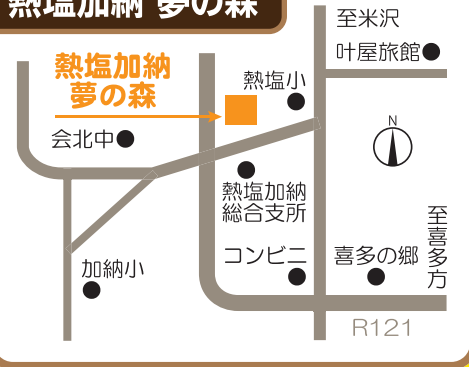 熱塩加納 夢の森
至米沢
叶屋旅館
熱塩加納
夢の森
熱塩小
会北中
N
熱塩加納
総合支所
至喜多方
コンビニ
喜多の郷
加納小
R121